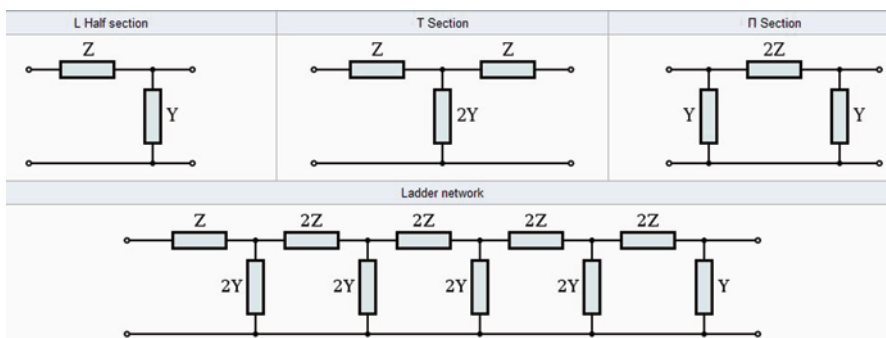 L Half section
T Section
Π Section
Z
Y
Z Z
2Y
2Z
Y Y
Ladder network
Z 2Z 2Z 2Z 2Z
2Y 2Y 2Y 2Y Y